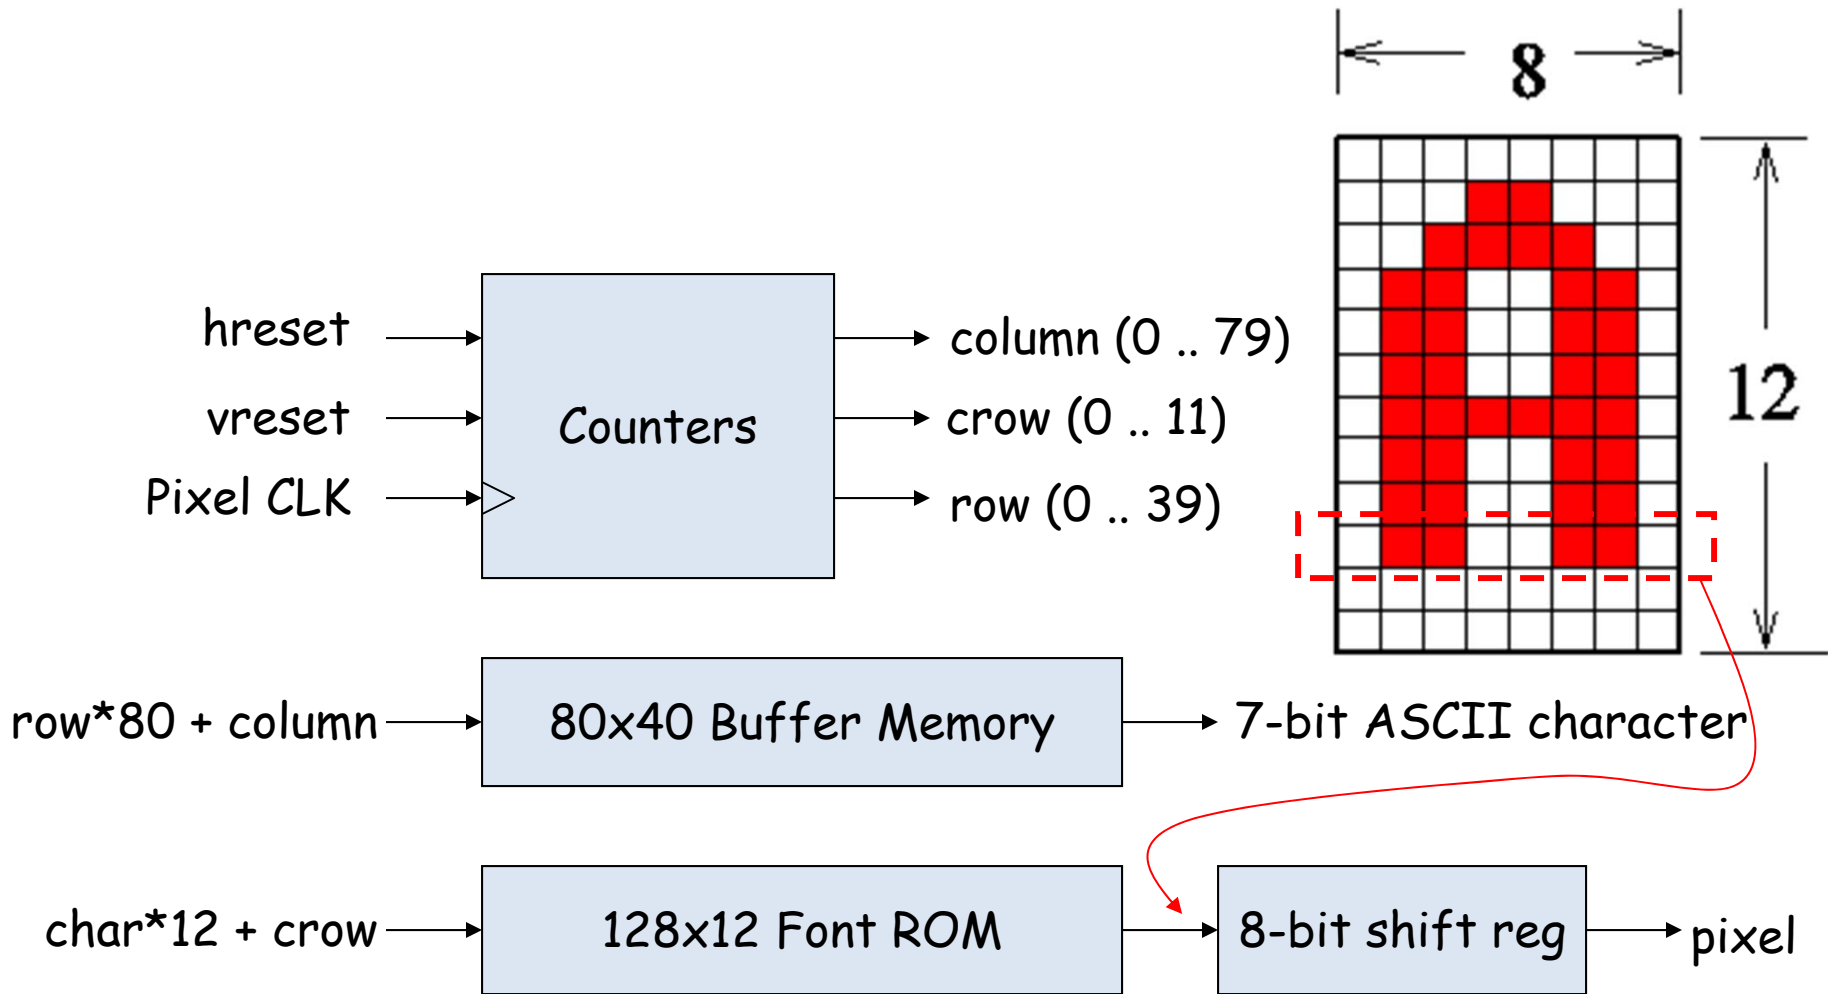 8
12
hreset
vreset
Pixel CLK
Counters
column (0 .. 79)
crow (0 .. 11)
row (0 .. 39)
row*80 + column
80x40 Buffer Memory
7-bit ASCII character
char*12 + crow
128x12 Font ROM
8-bit shift reg
pixel